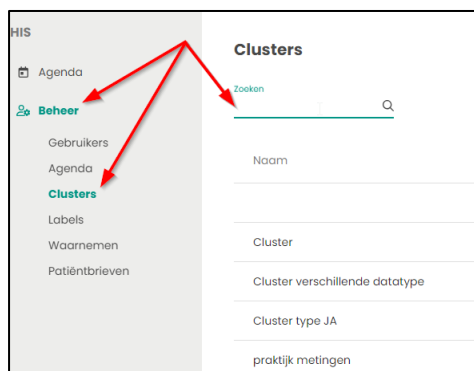 HIS
Agenda
Beheer
Gebruikers
Agenda
Clusters
Labels
Waarnemen
Patiëntbrieven
Clusters
Zoeken
Naam
Cluster
Cluster verschillende datatype
Cluster type JA
praktijk metingen